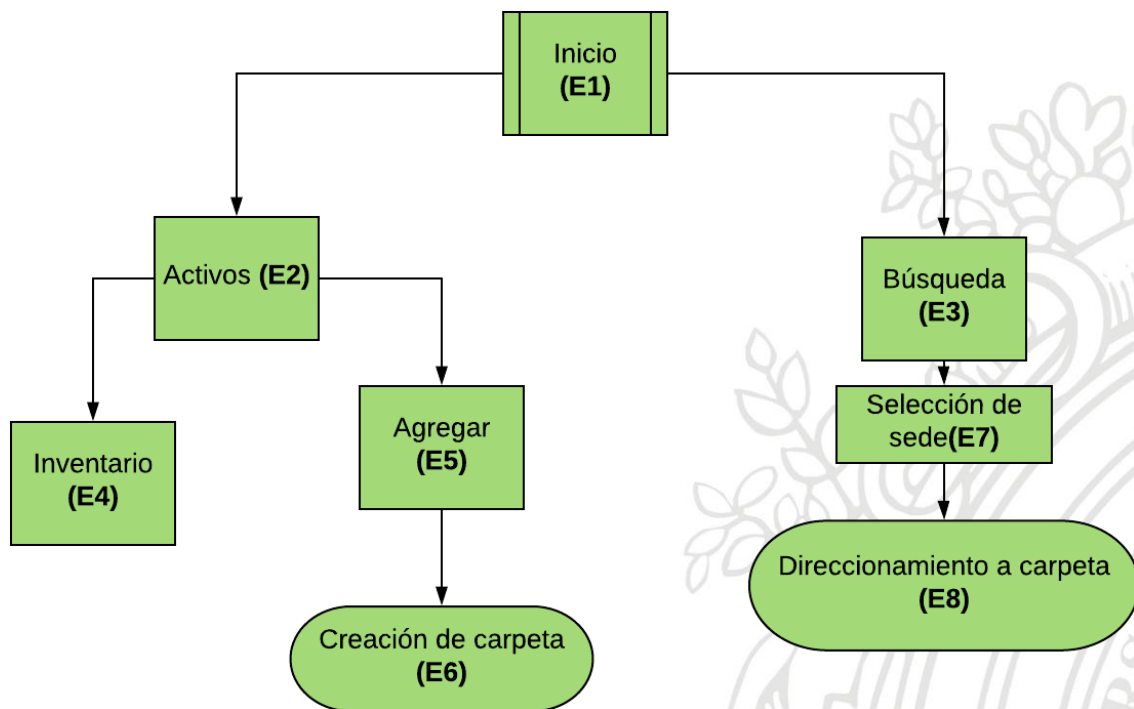 Inicio
(E1)
Activos (E2)
Búsqueda
(E3)
Inventario
(E4)
Agregar
(E5)
Selección de
sede(E7)
Creación de carpeta
(E6)
Direccionamiento a carpeta
(E8)